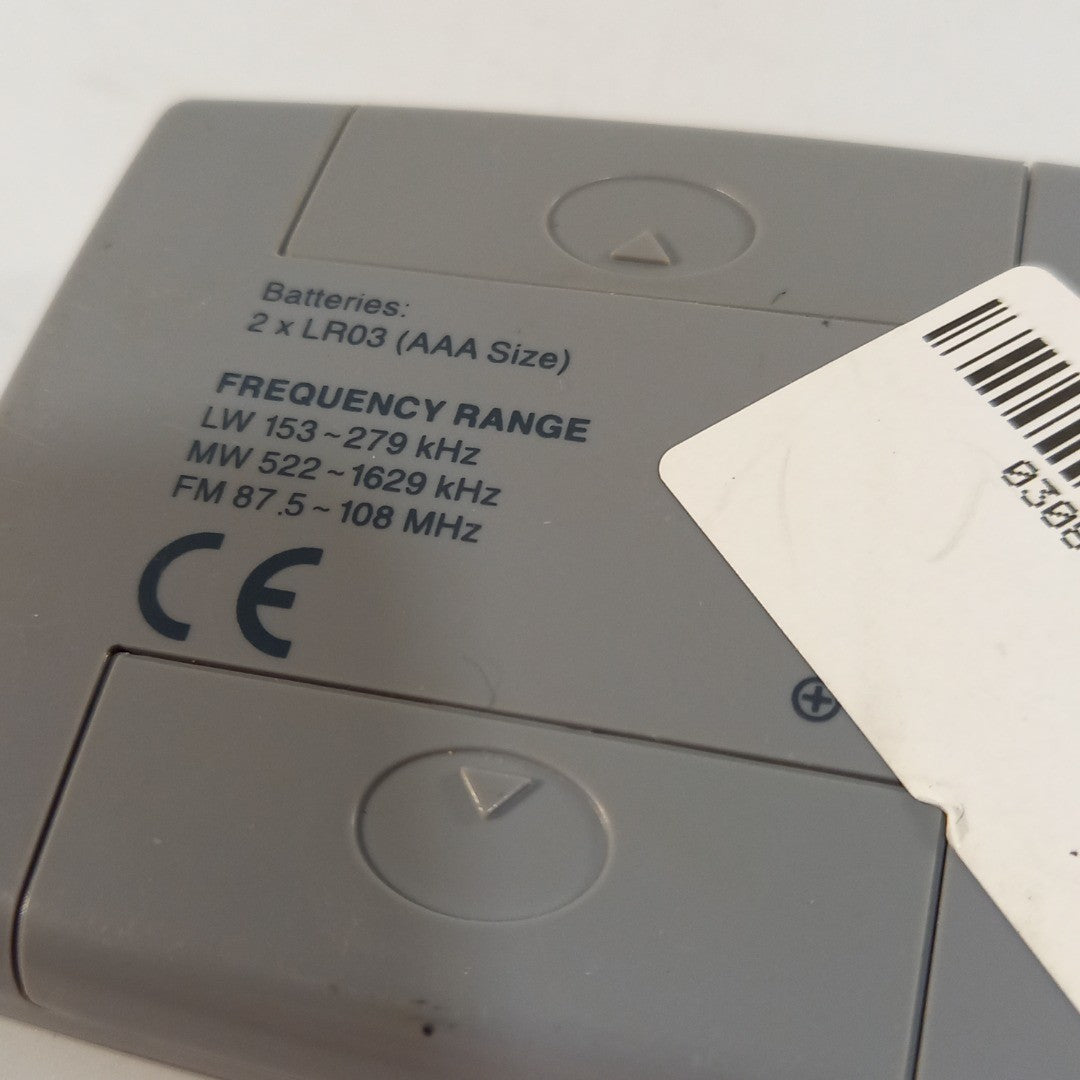 Batteries:
2 x LR03 (AAA Size)
FREQUENCY RANGE
LW 153~279 kHz
MW 522~1629 kHz
FM 87.5~108 MHz
CE
0308